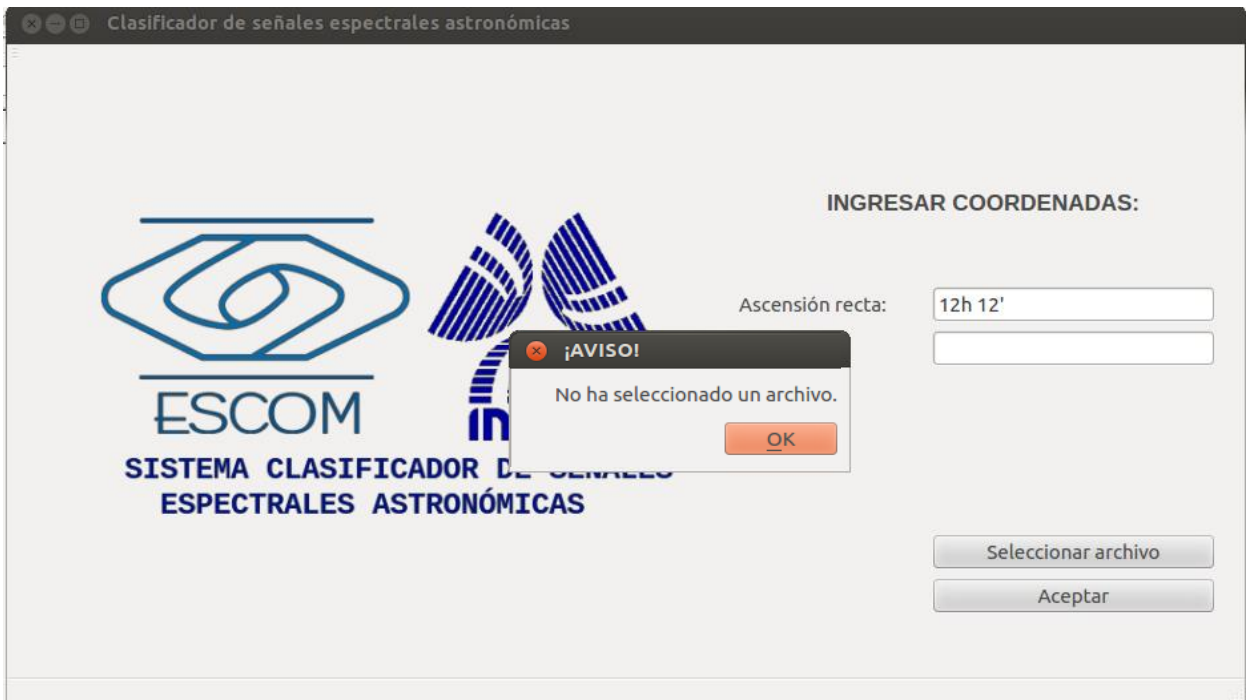 Clasificador de señales espectrales astronómicas
INGRESAR COORDENADAS:
Ascensión recta:
12h 12'
¡AVISO!
No ha seleccionado un archivo.
OK
ESCOM
SISTEMA CLASIFICADOR DE SEÑALES
ESPECTRALES ASTRONÓMICAS
Seleccionar archivo
Aceptar